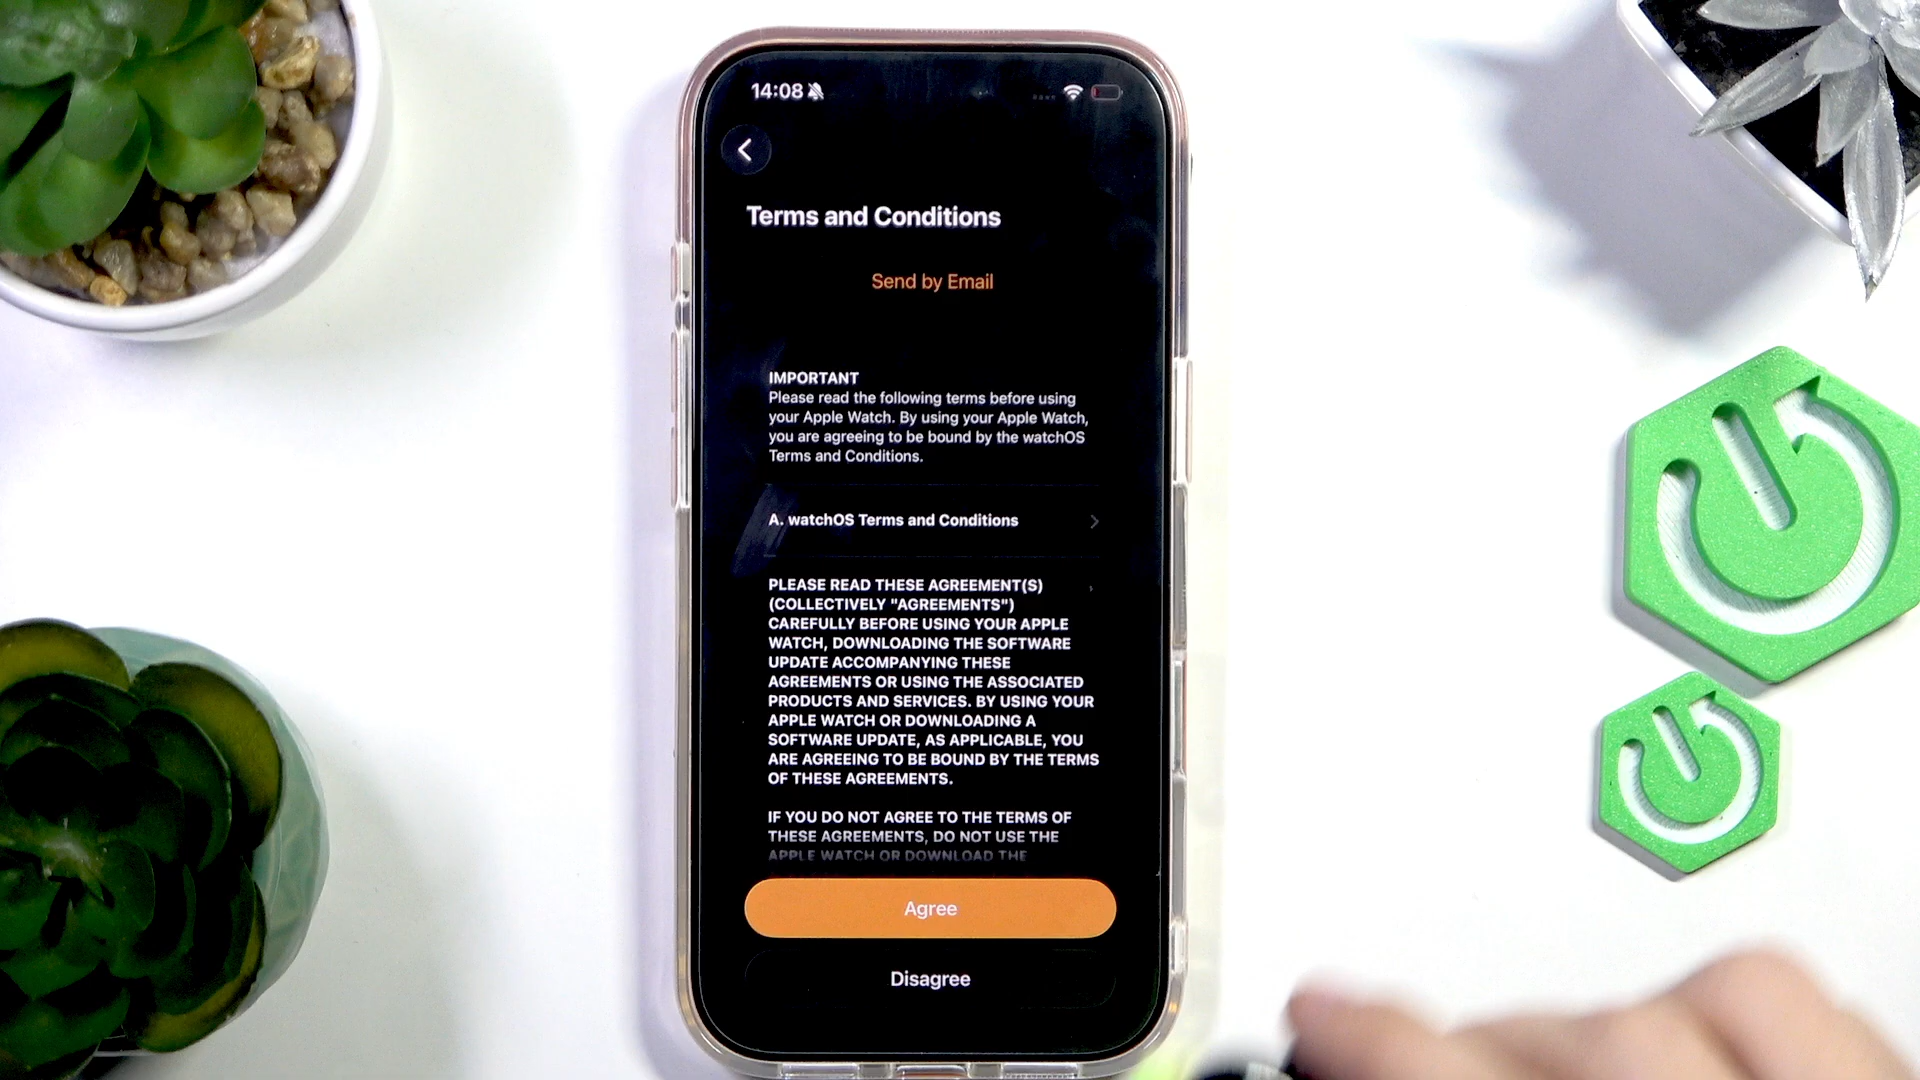 14:08
Terms and Conditions
Send by Email
IMPORTANT
Please read the following terms before using
your Apple Watch. By using your Apple Watch,
you are agreeing to be bound by the watchOS
Terms and Conditions.
A. watchOS Terms and Conditions
PLEASE READ THESE AGREEMENT(S)
(COLLECTIVELY "AGREEMENTS")
CAREFULLY BEFORE USING YOUR APPLE
WATCH, DOWNLOADING THE SOFTWARE
UPDATE ACCOMPANYING THESE
AGREEMENTS OR USING THE ASSOCIATED
PRODUCTS AND SERVICES. BY USING YOUR
APPLE WATCH OR DOWNLOADING A
SOFTWARE UPDATE, AS APPLICABLE, YOU
ARE AGREEING TO BE BOUND BY THE TERMS
OF THESE AGREEMENTS.
IF YOU DO NOT AGREE TO THE TERMS OF
THESE AGREEMENTS, DO NOT USE THE
APPLE WATCH OR DOWNLOAD THE
Agree
Disagree